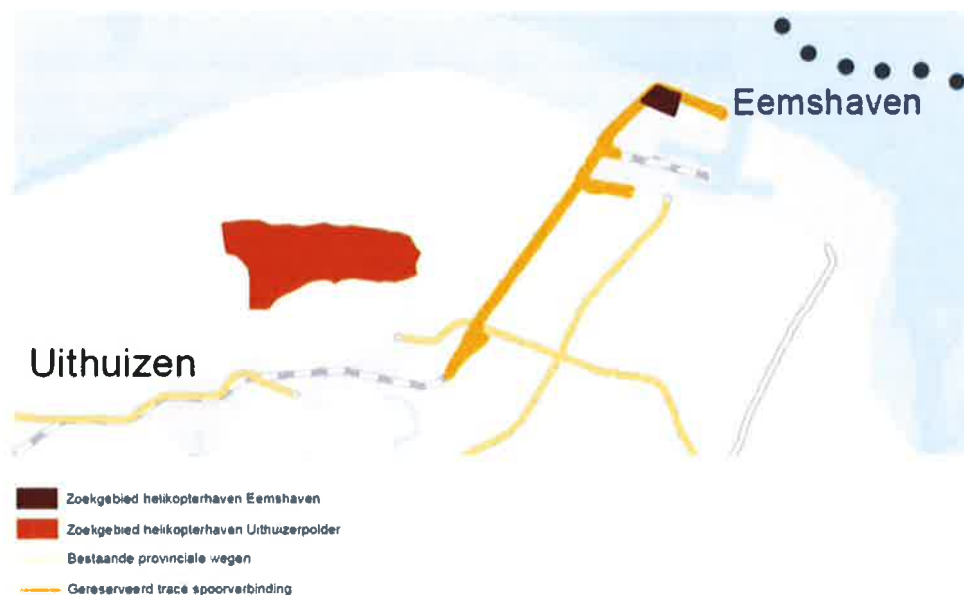 Eemshaven
Uithuizen
Zoekgebied helikopterhaven Eemshaven
Zoekgebied helikopterhaven Uithuizerpolder
Bestaande provinciale wegen
Gereserveerd tracé spoorverbinding